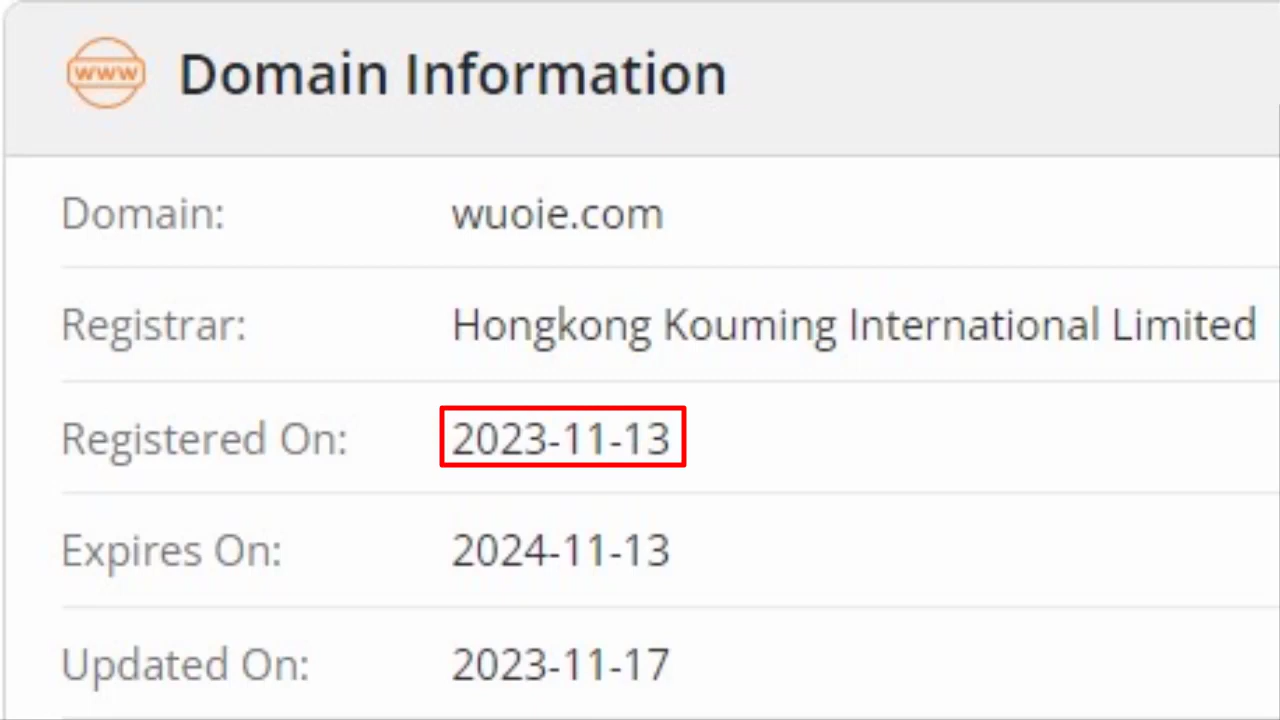 www
Domain Information
Domain: wuoie.com
Registrar: Hongkong Kouming International Limited
Registered On: 2023-11-13
Expires On: 2024-11-13
Updated On: 2023-11-17